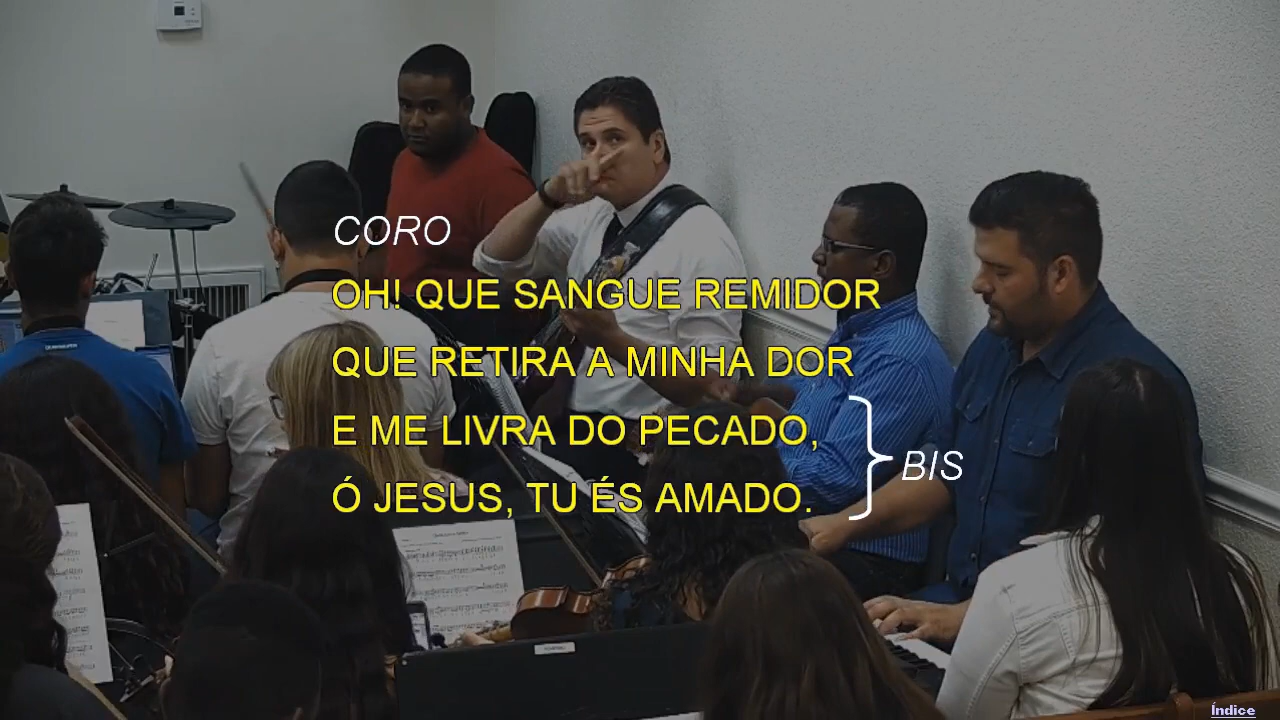 CORO
OH! QUE SANGUE REMIDOR
QUE RETIRA A MINHA DOR
E ME LIVRA DO PECADO,
Ó JESUS, TU ÉS AMADO.
BIS
Índice